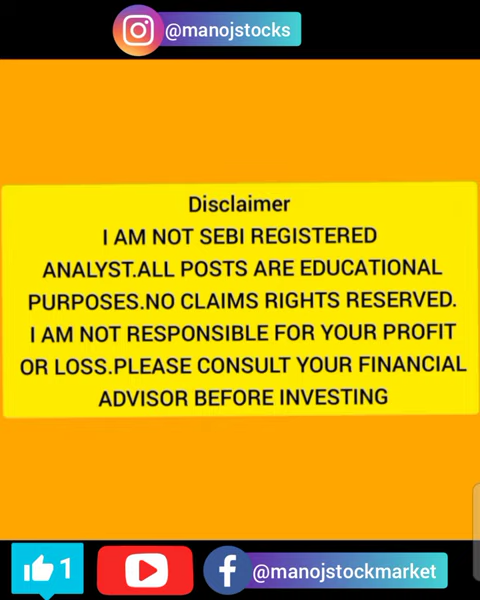 @manojstocks
Disclaimer
I AM NOT SEBI REGISTERED
ANALYST.ALL POSTS ARE EDUCATIONAL
PURPOSES.NO CLAIMS RIGHTS RESERVED.
I AM NOT RESPONSIBLE FOR YOUR PROFIT
OR LOSS.PLEASE CONSULT YOUR FINANCIAL
ADVISOR BEFORE INVESTING
1
@manojstockmarket